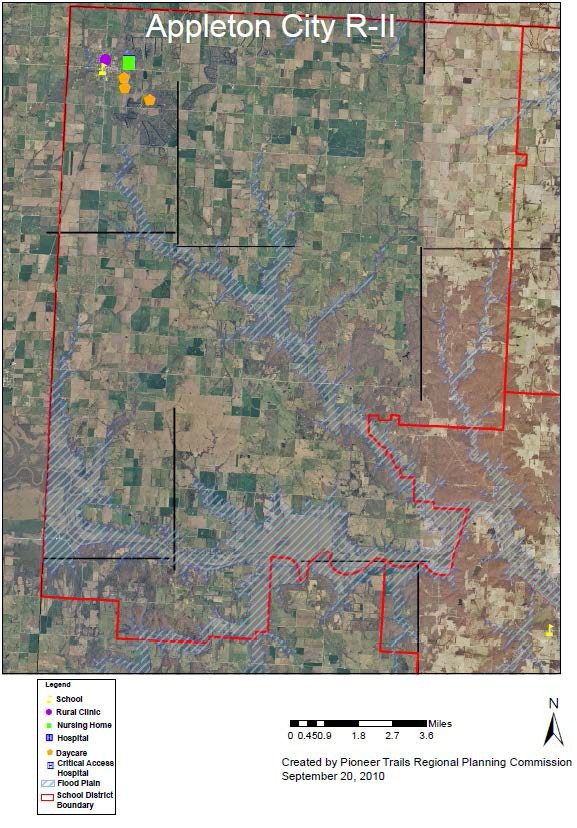 Appleton City R-II
Legend
School
Rural Clinic
Nursing Home
Hospital
Daycare
Critical Access
Hospital
Flood Plain
School District
Boundary
N
Miles
0 0.450.9 1.8 2.7 3.6
Created by Pioneer Trails Regional Planning Commission
September 20, 2010